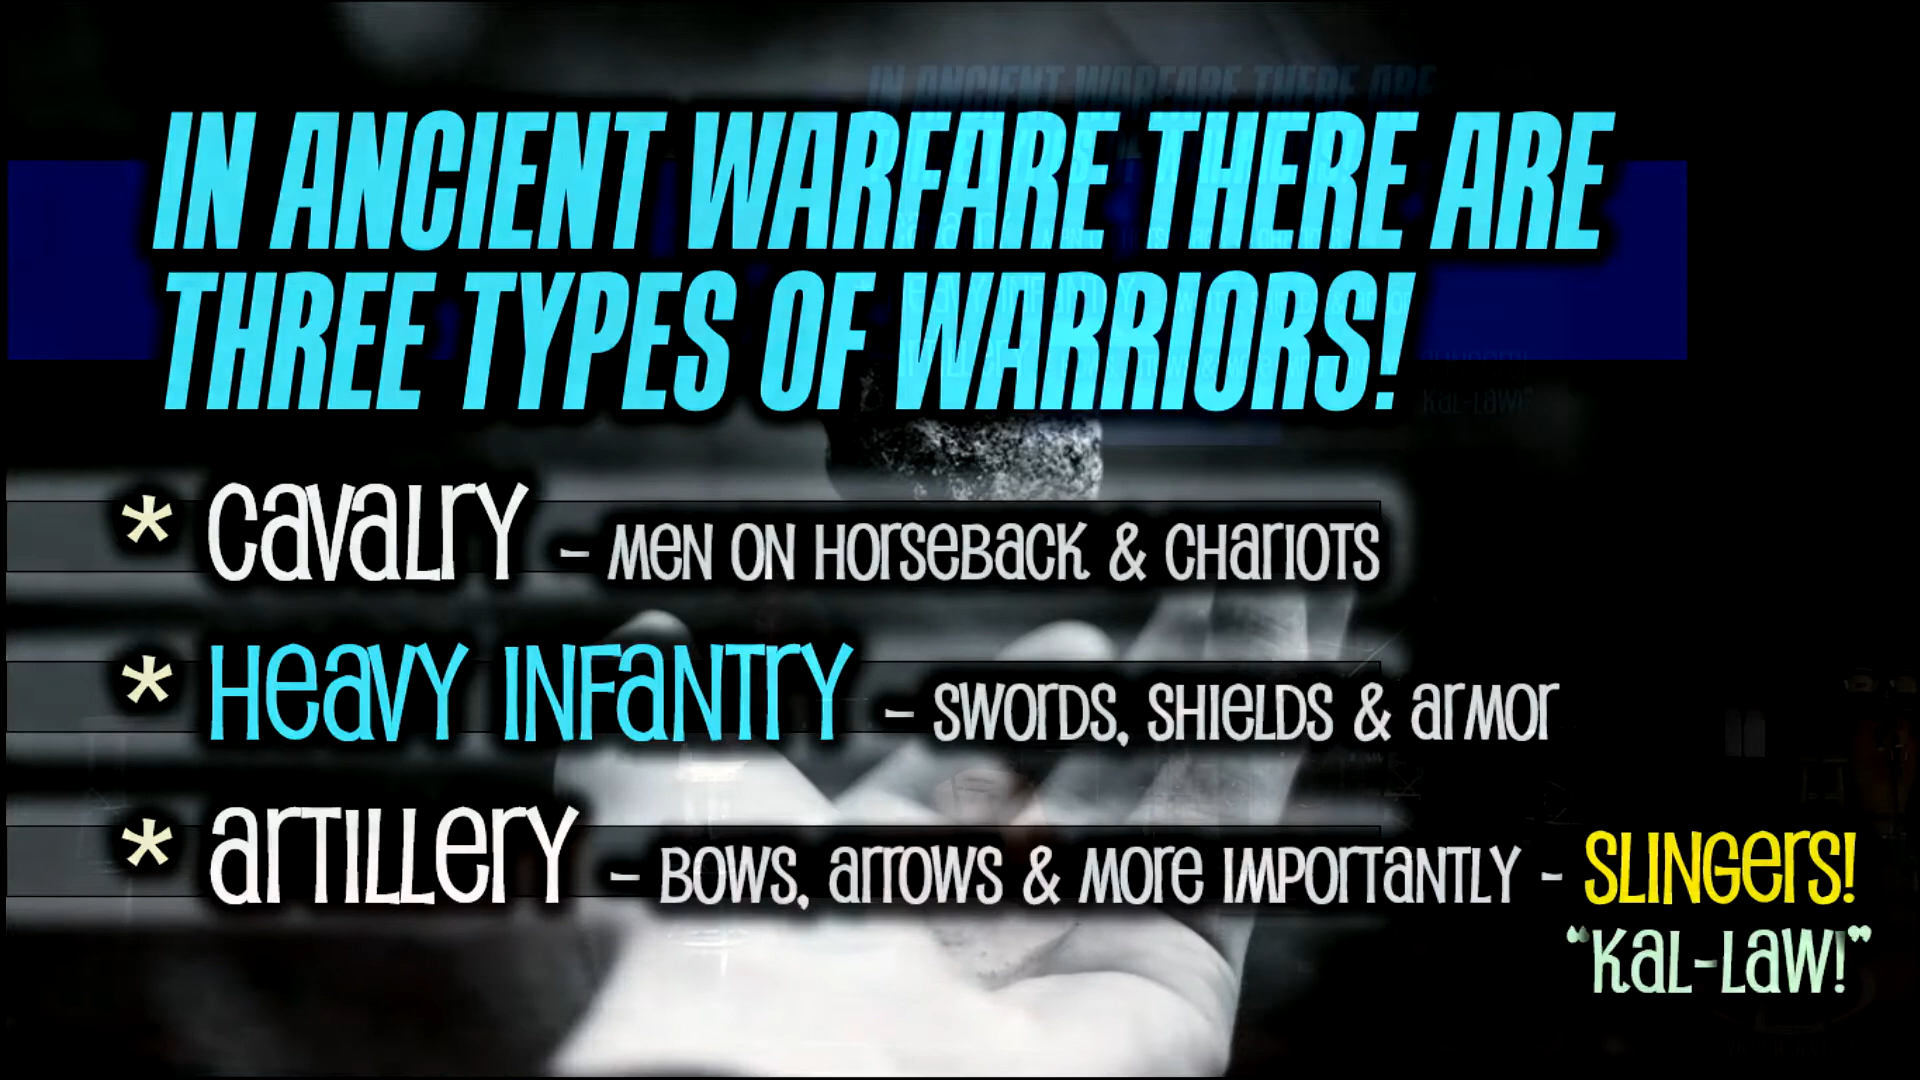 IN ANCIENT WARFARE THERE ARE
THREE TYPES OF WARRIORS!
* CavaLrY – MeN ON HOrseBacK & CHarIOTS
* HeavY INFaNTrY – SWOrDS, SHIeLDS & arMOr
* arTILLerY – BOWS, arrOWS & MOre IMPOrTaNTLY – SLINGerS!
“KaL-LaW!”